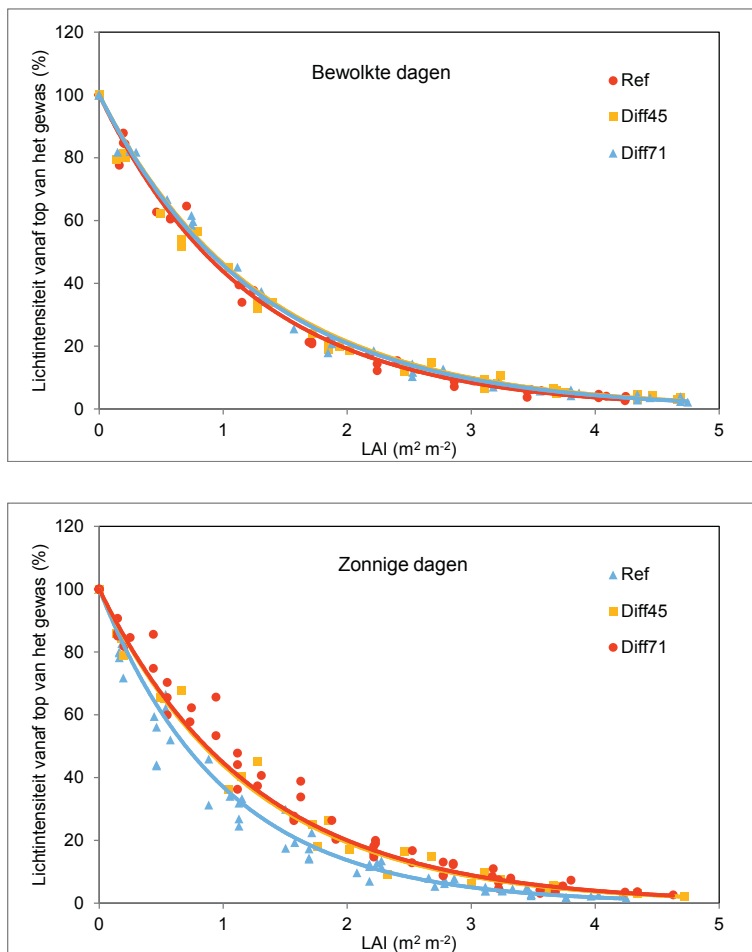 Bewolkte dagen
Ref
Diff45
Diff71
Lichtintensiteit vanaf top van het gewas (%)
120
100
80
60
40
20
0
0 1 2 3 4 5
LAI (m² m⁻²)
Zonnige dagen
Ref
Diff45
Diff71
Lichtintensiteit vanaf top van het gewas (%)
120
100
80
60
40
20
0
0 1 2 3 4 5
LAI (m² m⁻²)